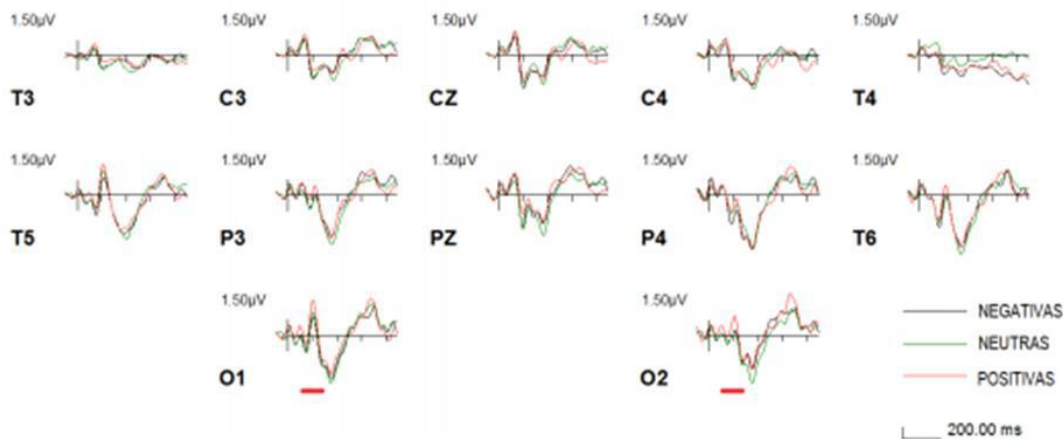 1.50µV 1.50µV 1.50µV 1.50µV 1.50µV
T3 C3 CZ C4 T4
1.50µV 1.50µV 1.50µV 1.50µV 1.50µV
T5 P3 PZ P4 T6
1.50µV 1.50µV
O1 O2
NEGATIVAS
NEUTRAS
POSITIVAS
200.00 ms